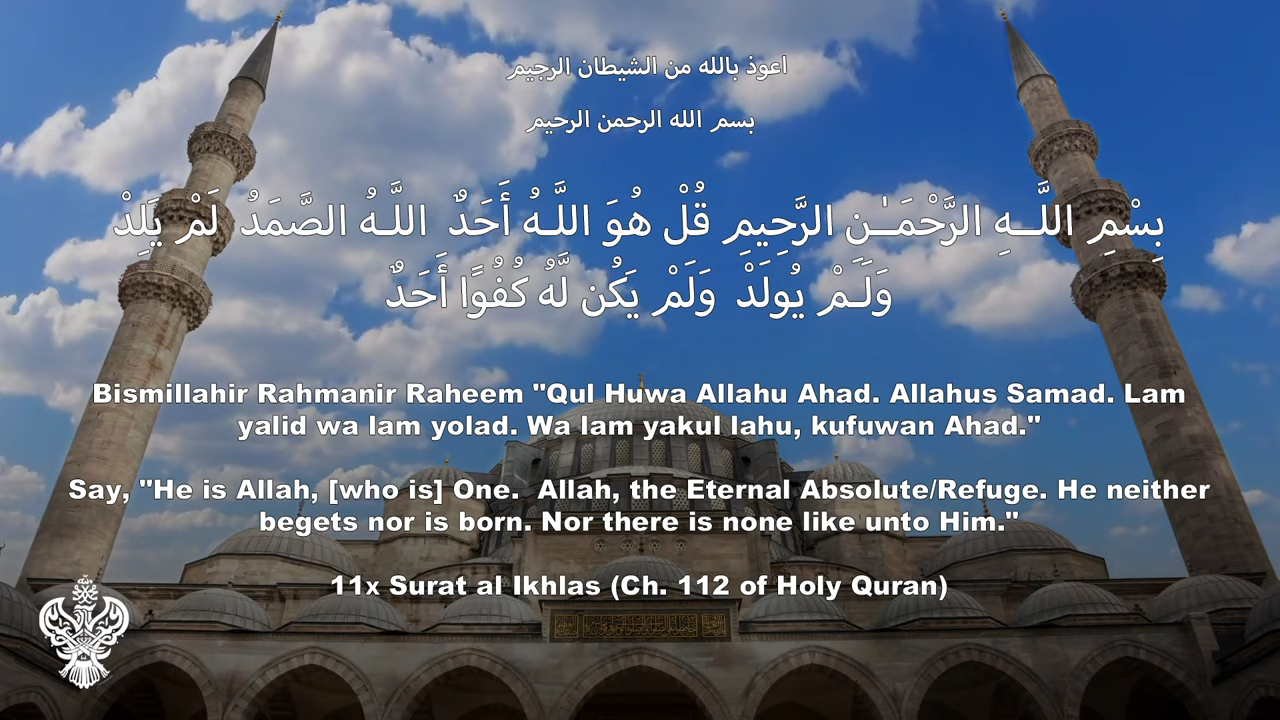 اعوذ بالله من الشيطان الرجيم
بسم الله الرحمن الرحيم
بِسْمِ اللَّــهِ الرَّحْمَـٰـنِ الرَّحِيمِ قُلْ هُوَ اللَّـهُ أَحَدٌ اللَّـهُ الصَّمَدُ لَمْ يَلِدْ
وَلَـمْ يُولَدْ وَلَمْ يَكُن لَّهُ كُفُوًا أَحَدٌ
Bismillahir Rahmanir Raheem "Qul Huwa Allahu Ahad. Allahus Samad. Lam
yalid wa lam yolad. Wa lam yakul lahu, kufuwan Ahad."
Say, "He is Allah, [who is] One.  Allah, the Eternal Absolute/Refuge. He neither
begets nor is born. Nor there is none like unto Him."
11x Surat al Ikhlas (Ch. 112 of Holy Quran)